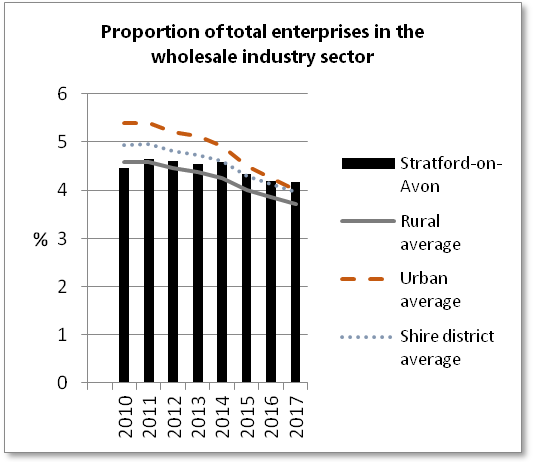 Proportion of total enterprises in the
wholesale industry sector
6
5
4
3
2
1
0
%
2010
2011
2012
2013
2014
2015
2016
2017
Stratford-on-
Avon
Rural
average
Urban
average
Shire district
average